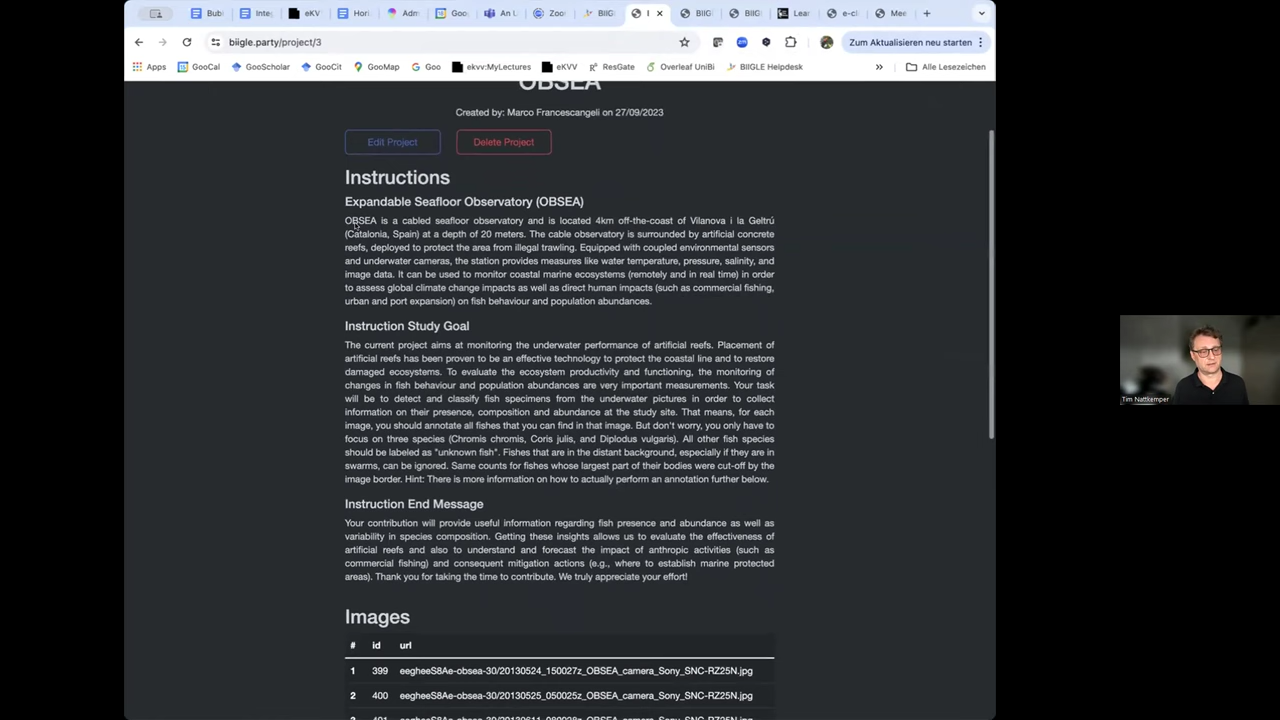 Bub
Inte
eKV
Hori
Adm
Goo
An U
Zoo
BIIG
I
BIIG
BIIG
Lear
e-cl
Mee
biigle.party/project/3
Zum Aktualisieren neu starten
Apps
GooCal
GooScholar
GooCit
GooMap
Goo
ekvv:MyLectures
eKVV
ResGate
Overleaf UniBi
BIIGLE Helpdesk
Alle Lesezeichen
OBSEA
Created by: Marco Francescangeli on 27/09/2023
Edit Project
Delete Project
Instructions
Expandable Seafloor Observatory (OBSEA)
OBSEA is a cabled seafloor observatory and is located 4km off-the-coast of Vilanova i la Geltrú
(Catalonia, Spain) at a depth of 20 meters. The cable observatory is surrounded by artificial concrete
reefs, deployed to protect the area from illegal trawling. Equipped with coupled environmental sensors
and underwater cameras, the station provides measures like water temperature, pressure, salinity, and
image data. It can be used to monitor coastal marine ecosystems (remotely and in real time) in order
to assess global climate change impacts as well as direct human impacts (such as commercial fishing,
urban and port expansion) on fish behaviour and population abundances.
Instruction Study Goal
The current project aims at monitoring the underwater performance of artificial reefs. Placement of
artificial reefs has been proven to be an effective technology to protect the coastal line and to restore
damaged ecosystems. To evaluate the ecosystem productivity and functioning, the monitoring of
changes in fish behaviour and population abundances are very important measurements. Your task
will be to detect and classify fish specimens from the underwater pictures in order to collect
information on their presence, composition and abundance at the study site. That means, for each
image, you should annotate all fishes that you can find in that image. But don't worry, you only have to
focus on three species (Chromis chromis, Coris julis, and Diplodus vulgaris). All other fish species
should be labeled as "unknown fish". Fishes that are in the distant background, especially if they are in
swarms, can be ignored. Same counts for fishes whose largest part of their bodies were cut-off by the
image border. Hint: There is more information on how to actually perform an annotation further below.
Instruction End Message
Your contribution will provide useful information regarding fish presence and abundance as well as
variability in species composition. Getting these insights allows us to evaluate the effectiveness of
artificial reefs and also to understand and forecast the impact of anthropic activities (such as
commercial fishing) and consequent mitigation actions (e.g., where to establish marine protected
areas). Thank you for taking the time to contribute. We truly appreciate your effort!
Images
# id url
1 399 eegheeS8Ae-obsea-30/20130524_150027z_OBSEA_camera_Sony_SNC-RZ25N.jpg
2 400 eegheeS8Ae-obsea-30/20130525_050025z_OBSEA_camera_Sony_SNC-RZ25N.jpg
Tim Nattkemper